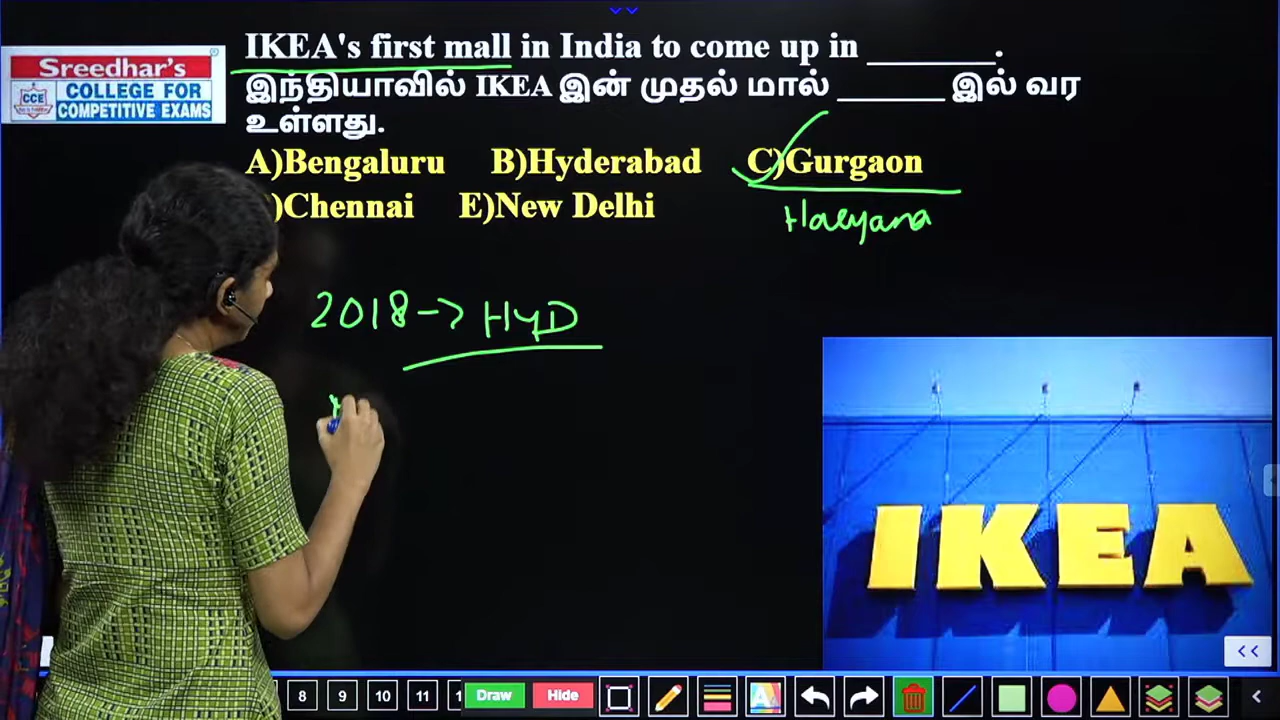 Sreedhar's
CCE
COLLEGE FOR
COMPETITIVE EXAMS
IKEA's first mall in India to come up in _______.
இந்தியாவில் IKEA இன் முதல் மால் _______ இல் வர
உள்ளது.
A)Bengaluru B)Hyderabad C)Gurgaon
)Chennai E)New Delhi
Haryana
2018 -> HYD
IKEA
<<
8 9 10 11 1 Draw Hide